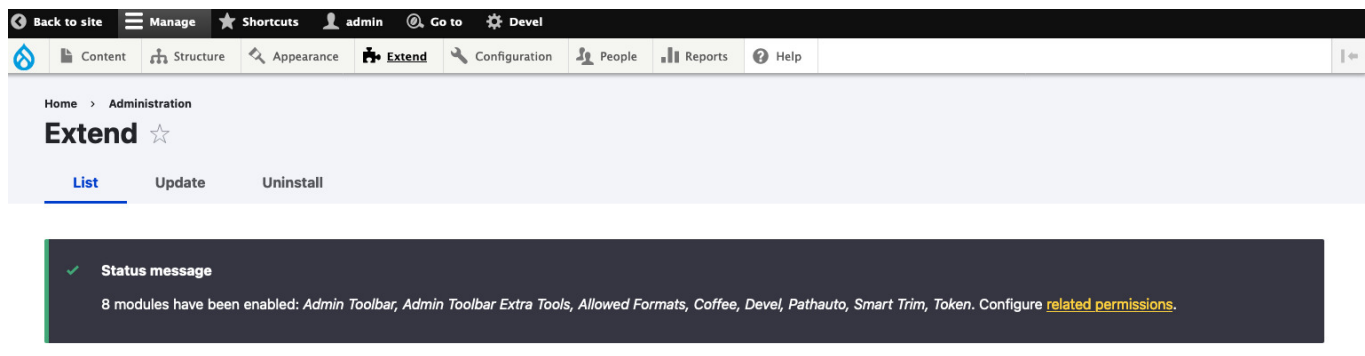 Back to site Manage Shortcuts admin Go to Devel
Content Structure Appearance Extend Configuration People Reports Help
Home › Administration
Extend
List Update Uninstall
Status message
8 modules have been enabled: Admin Toolbar, Admin Toolbar Extra Tools, Allowed Formats, Coffee, Devel, Pathauto, Smart Trim, Token. Configure related permissions.